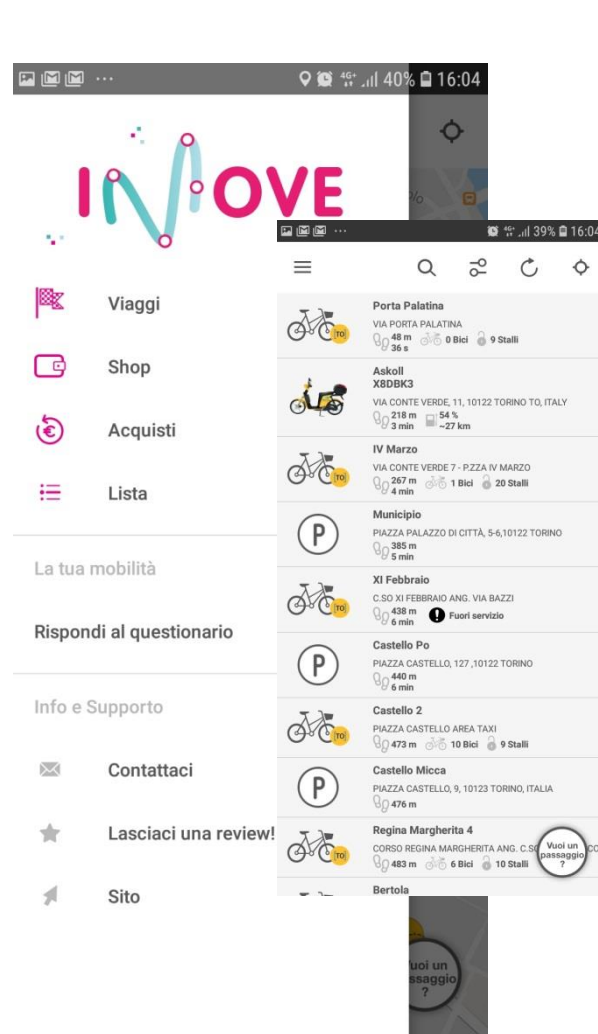 4G+ 40% 16:04
INMOVE
Viaggi
Shop
Acquisti
Lista
La tua mobilità
Rispondi al questionario
Info e Supporto
Contattaci
Lasciaci una review!
Sito
4G+ 39% 16:04
Porta Palatina
VIA PORTA PALATINA
48 m 0 Bici 9 Stalli
36 s
[TO]
Askoll
X8DBK3
VIA CONTE VERDE, 11, 10122 TORINO TO, ITALY
218 m 54 %
3 min ~27 km
IV Marzo
VIA CONTE VERDE 7 - P.ZZA IV MARZO
267 m 1 Bici 20 Stalli
4 min
[TO]
Municipio
PIAZZA PALAZZO DI CITTÀ, 5-6,10122 TORINO
385 m
5 min
P
XI Febbraio
C.SO XI FEBBRAIO ANG. VIA BAZZI
438 m Fuori servizio
6 min
[TO]
Castello Po
PIAZZA CASTELLO, 127 ,10122 TORINO
440 m
6 min
P
Castello 2
PIAZZA CASTELLO AREA TAXI
473 m 10 Bici 9 Stalli
[TO]
Castello Micca
PIAZZA CASTELLO, 9, 10123 TORINO, ITALIA
476 m
P
Regina Margherita 4
CORSO REGINA MARGHERITA ANG. C.S
483 m 6 Bici 10 Stalli
[TO]
Vuoi un
passaggio
?
Bertola
uoi un
ssaggio
?